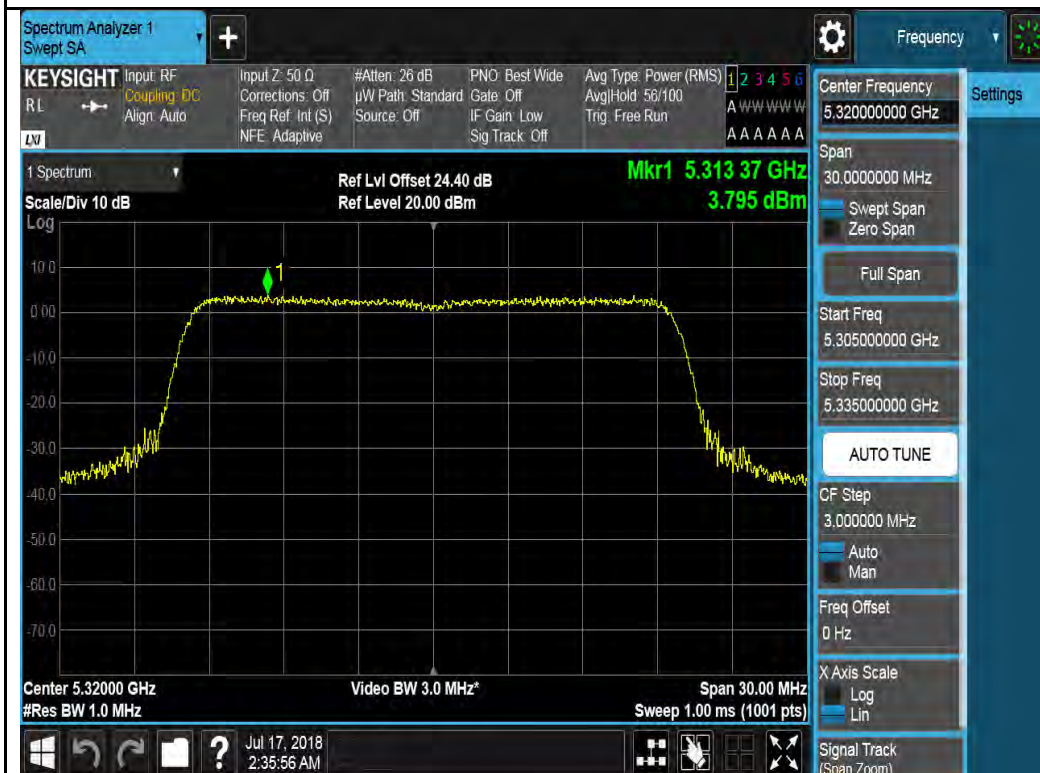 Spectrum Analyzer 1
Swept SA
+
Frequency
KEYSIGHT
RL
LXI
Input: RF
Coupling: DC
Align: Auto
Input Z: 50 Ω
Corrections: Off
Freq Ref: Int (S)
NFE: Adaptive
#Atten: 26 dB
µW Path: Standard
Source: Off
PNO: Best Wide
Gate: Off
IF Gain: Low
Sig Track: Off
Avg Type: Power (RMS)
Avg|Hold: 56/100
Trig: Free Run
1 2 3 4 5 6
A W W W W W
A A A A A A
1 Spectrum
Scale/Div 10 dB
Ref Lvl Offset 24.40 dB
Ref Level 20.00 dBm
Mkr1 5.313 37 GHz
3.795 dBm
Log
10.0
0.00
-10.0
-20.0
-30.0
-40.0
-50.0
-60.0
-70.0
1
Center 5.32000 GHz
#Res BW 1.0 MHz
Video BW 3.0 MHz*
Span 30.00 MHz
Sweep 1.00 ms (1001 pts)
?
Jul 17, 2018
2:35:56 AM
Center Frequency
5.320000000 GHz
Settings
Span
30.0000000 MHz
Swept Span
Zero Span
Full Span
Start Freq
5.305000000 GHz
Stop Freq
5.335000000 GHz
AUTO TUNE
CF Step
3.000000 MHz
Auto
Man
Freq Offset
0 Hz
X Axis Scale
Log
Lin
Signal Track
(Span Zoom)